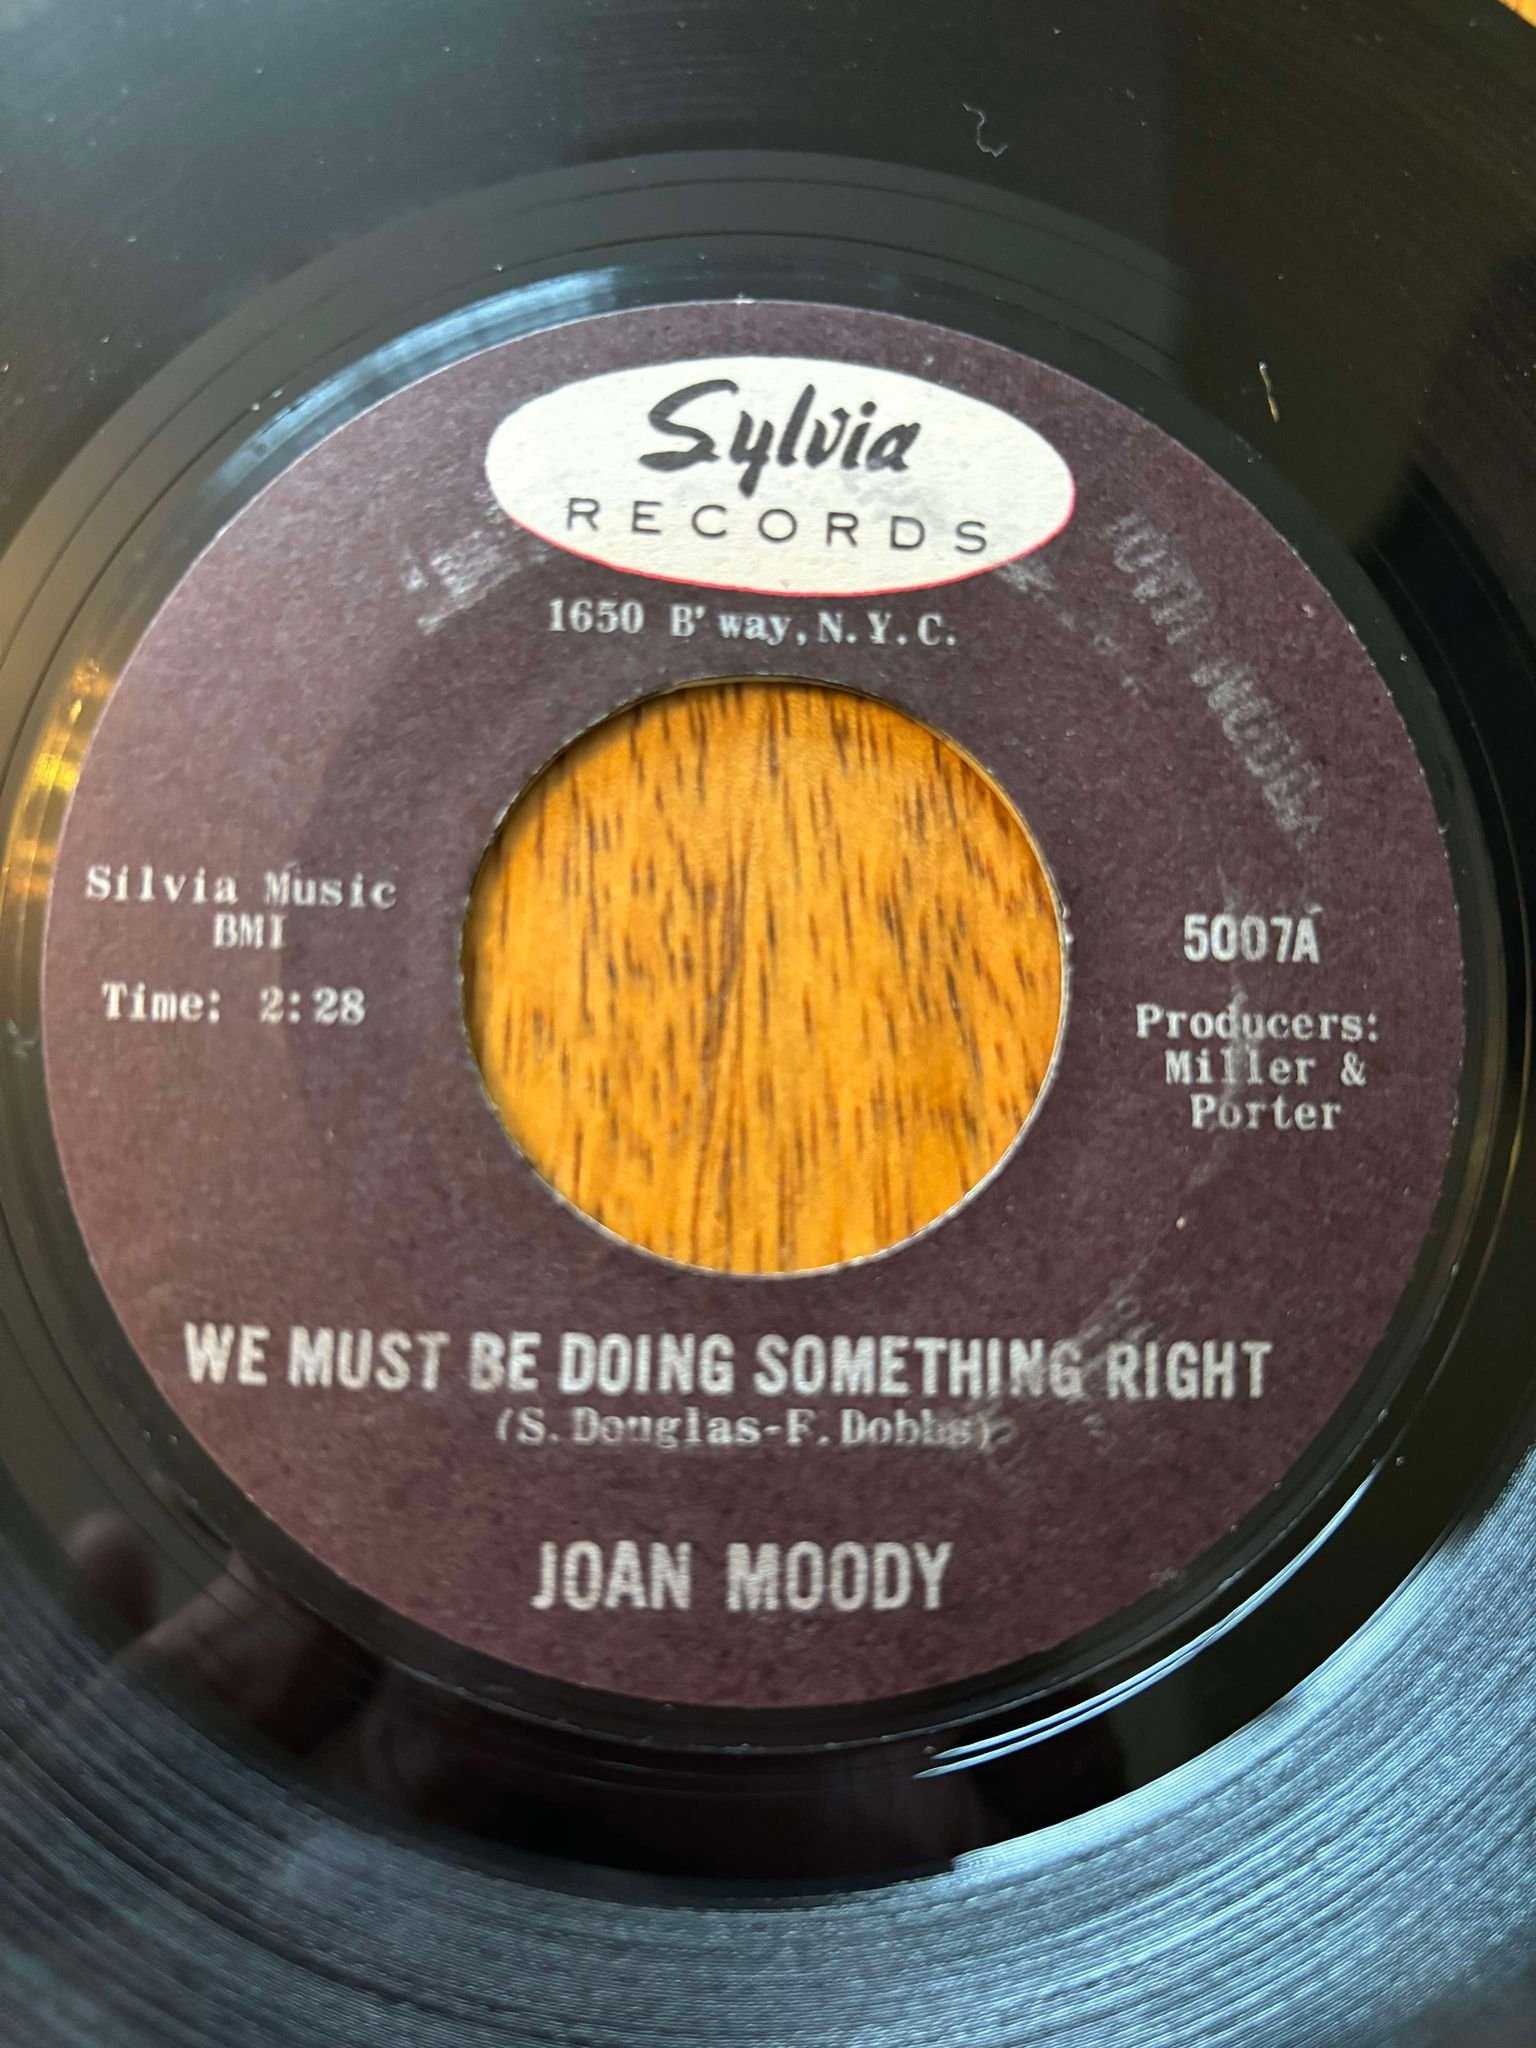 Sylvia
RECORDS
1650 B'way, N.Y.C.
Silvia Music
BMI
Time: 2:28
5007A
Producers:
Miller &
Porter
WE MUST BE DOING SOMETHING RIGHT
(S. Douglas-F. Dobbs)
JOAN MOODY